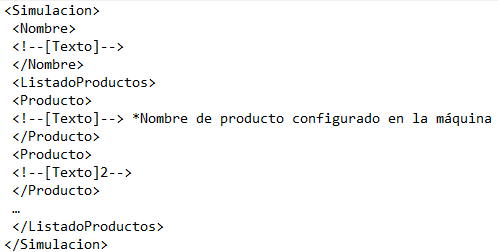 <Simulacion>
<Nombre>
<!--[Texto]-->
</Nombre>
<ListadoProductos>
<Producto>
<!--[Texto]--> *Nombre de producto configurado en la máquina
</Producto>
<Producto>
<!--[Texto]2-->
</Producto>
…
</ListadoProductos>
</Simulacion>